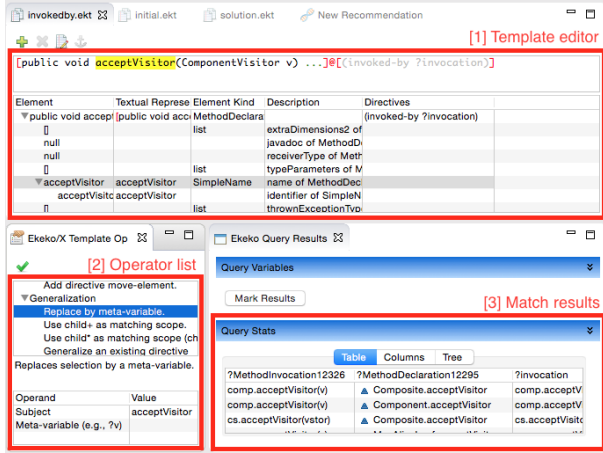 invokedby.ekt initial.ekt solution.ekt New Recommendation
[1] Template editor
[public void acceptVisitor(ComponentVisitor v) ...]@[(invoked-by ?invocation)]
Element Textual Represe Element Kind Description Directives
public void accept [public void acc MethodDeclara (invoked-by ?invocation)
[] list extraDimensions2 of
null javadoc of MethodD
null receiverType of Meth
[] list typeParameters of M
acceptVisitor acceptVisitor SimpleName name of MethodDecl
acceptVisitc acceptVisitor identifier of SimpleN
[] list thrownExceptionTyp
Ekeko/X Template Op Ekeko Query Results
[2] Operator list
Add directive move-element.
Generalization
Replace by meta-variable.
Use child+ as matching scope.
Use child* as matching scope (ch
Generalize an existing directive
Replaces selection by a meta-variable.
Operand Value
Subject acceptVisitor
Meta-variable (e.g., ?v)
Query Variables
Mark Results
[3] Match results
Query Stats
Table Columns Tree
?MethodInvocation12326 ?MethodDeclaration12295 ?invocation
comp.acceptVisitor(v) Composite.acceptVisitor comp.acceptV
comp.acceptVisitor(v) Component.acceptVisitor comp.acceptV
cs.acceptVisitor(vstor) Composite.acceptVisitor cs.acceptVisito